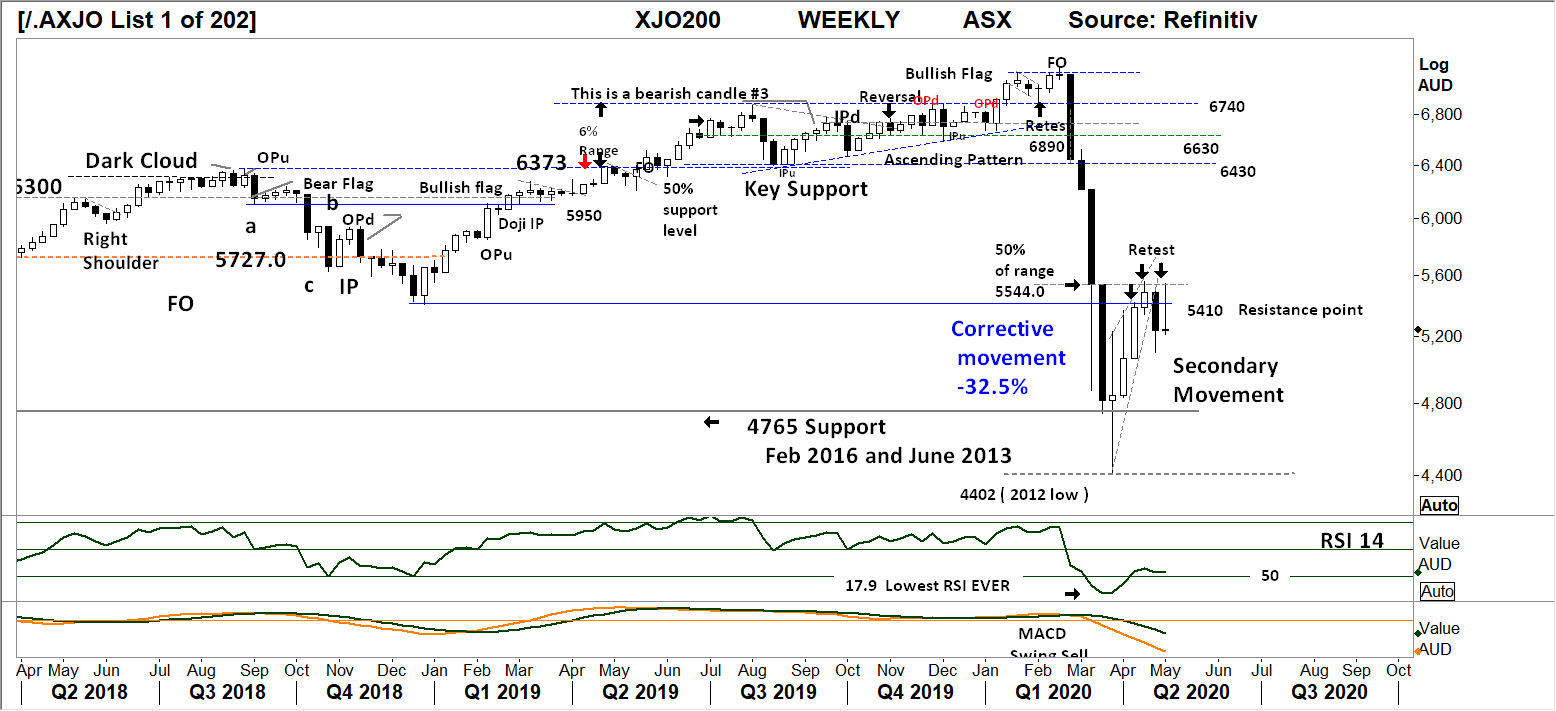 [/.AXJO List 1 of 202] XJO200 WEEKLY ASX Source: Refinitiv
Log
AUD
6,800
6,400
6,000
5,600
5,200
4,800
4,400
Auto
This is a bearish candle #3
Bullish Flag
FO
Reversal
OPd
OPd
6740
6%
Range
IPd
IPu
Retest
6890
6630
6430
Dark Cloud
OPu
6373
FO
IPu
Ascending Pattern
5300
Bear Flag
Bullish flag
Key Support
50%
support
level
b
a
OPd
5950
Doji IP
Right
Shoulder
5727.0
OPu
c
IP
FO
50%
of range
5544.0
Retest
5410 Resistance point
Corrective
movement
-32.5%
Secondary
Movement
4765 Support
Feb 2016 and June 2013
4402 ( 2012 low )
RSI 14
Value
AUD
Auto
17.9 Lowest RSI EVER
50
MACD
Swing Sell
Value
AUD
Apr May Jun Jul Aug Sep Oct Nov Dec Jan Feb Mar Apr May Jun Jul Aug Sep Oct Nov Dec Jan Feb Mar Apr May Jun Jul Aug Sep Oct
Q2 2018 Q3 2018 Q4 2018 Q1 2019 Q2 2019 Q3 2019 Q4 2019 Q1 2020 Q2 2020 Q3 2020